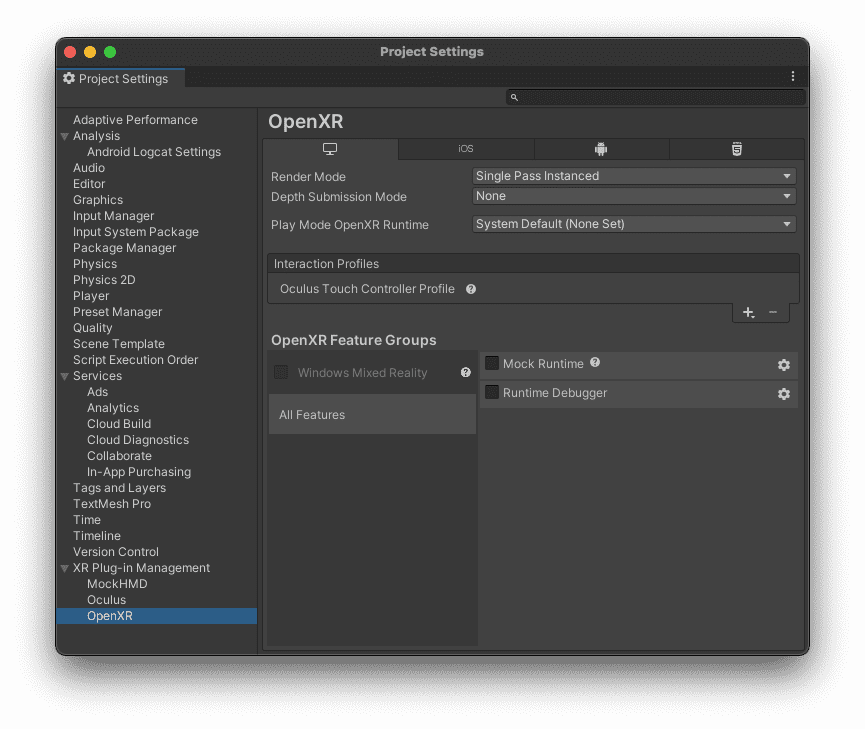 Project Settings
Project Settings
Adaptive Performance
Analysis
Android Logcat Settings
Audio
Editor
Graphics
Input Manager
Input System Package
Package Manager
Physics
Physics 2D
Player
Preset Manager
Quality
Scene Template
Script Execution Order
Services
Ads
Analytics
Cloud Build
Cloud Diagnostics
Collaborate
In-App Purchasing
Tags and Layers
TextMesh Pro
Time
Timeline
Version Control
XR Plug-in Management
MockHMD
Oculus
OpenXR
OpenXR
iOS
5
Render Mode Single Pass Instanced
Depth Submission Mode None
Play Mode OpenXR Runtime System Default (None Set)
Interaction Profiles
Oculus Touch Controller Profile ?
+ −
OpenXR Feature Groups
Windows Mixed Reality ?
All Features
Mock Runtime ?
Runtime Debugger